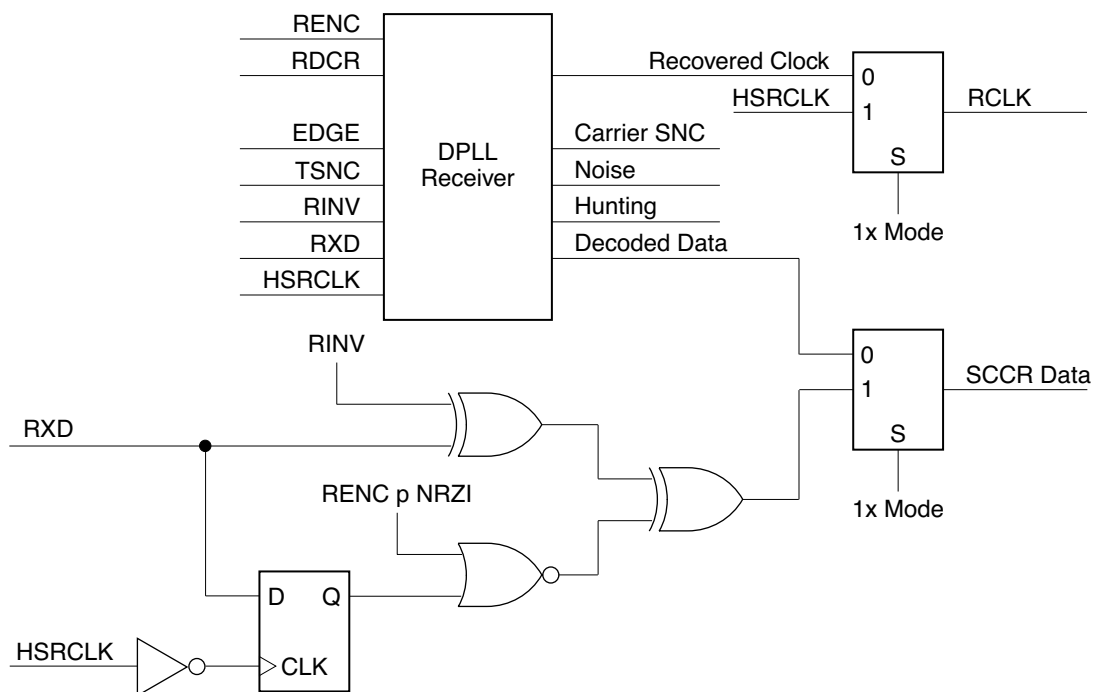 RENC
RDCR
EDGE
TSNC
RINV
RXD
HSRCLK
DPLL
Receiver
Recovered Clock
HSRCLK
Carrier SNC
Noise
Hunting
Decoded Data
0
1
S
RCLK
1x Mode
RINV
RXD
RENC p NRZI
0
1
S
SCCR Data
1x Mode
D
Q
CLK
HSRCLK